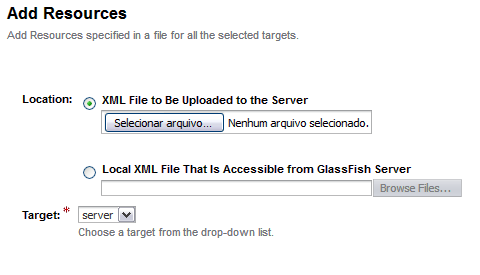 Add Resources
Add Resources specified in a file for all the selected targets.
Location: XML File to Be Uploaded to the Server
Selecionar arquivo... Nenhum arquivo selecionado.
Local XML File That Is Accessible from GlassFish Server
Browse Files...
Target: * server
Choose a target from the drop-down list.